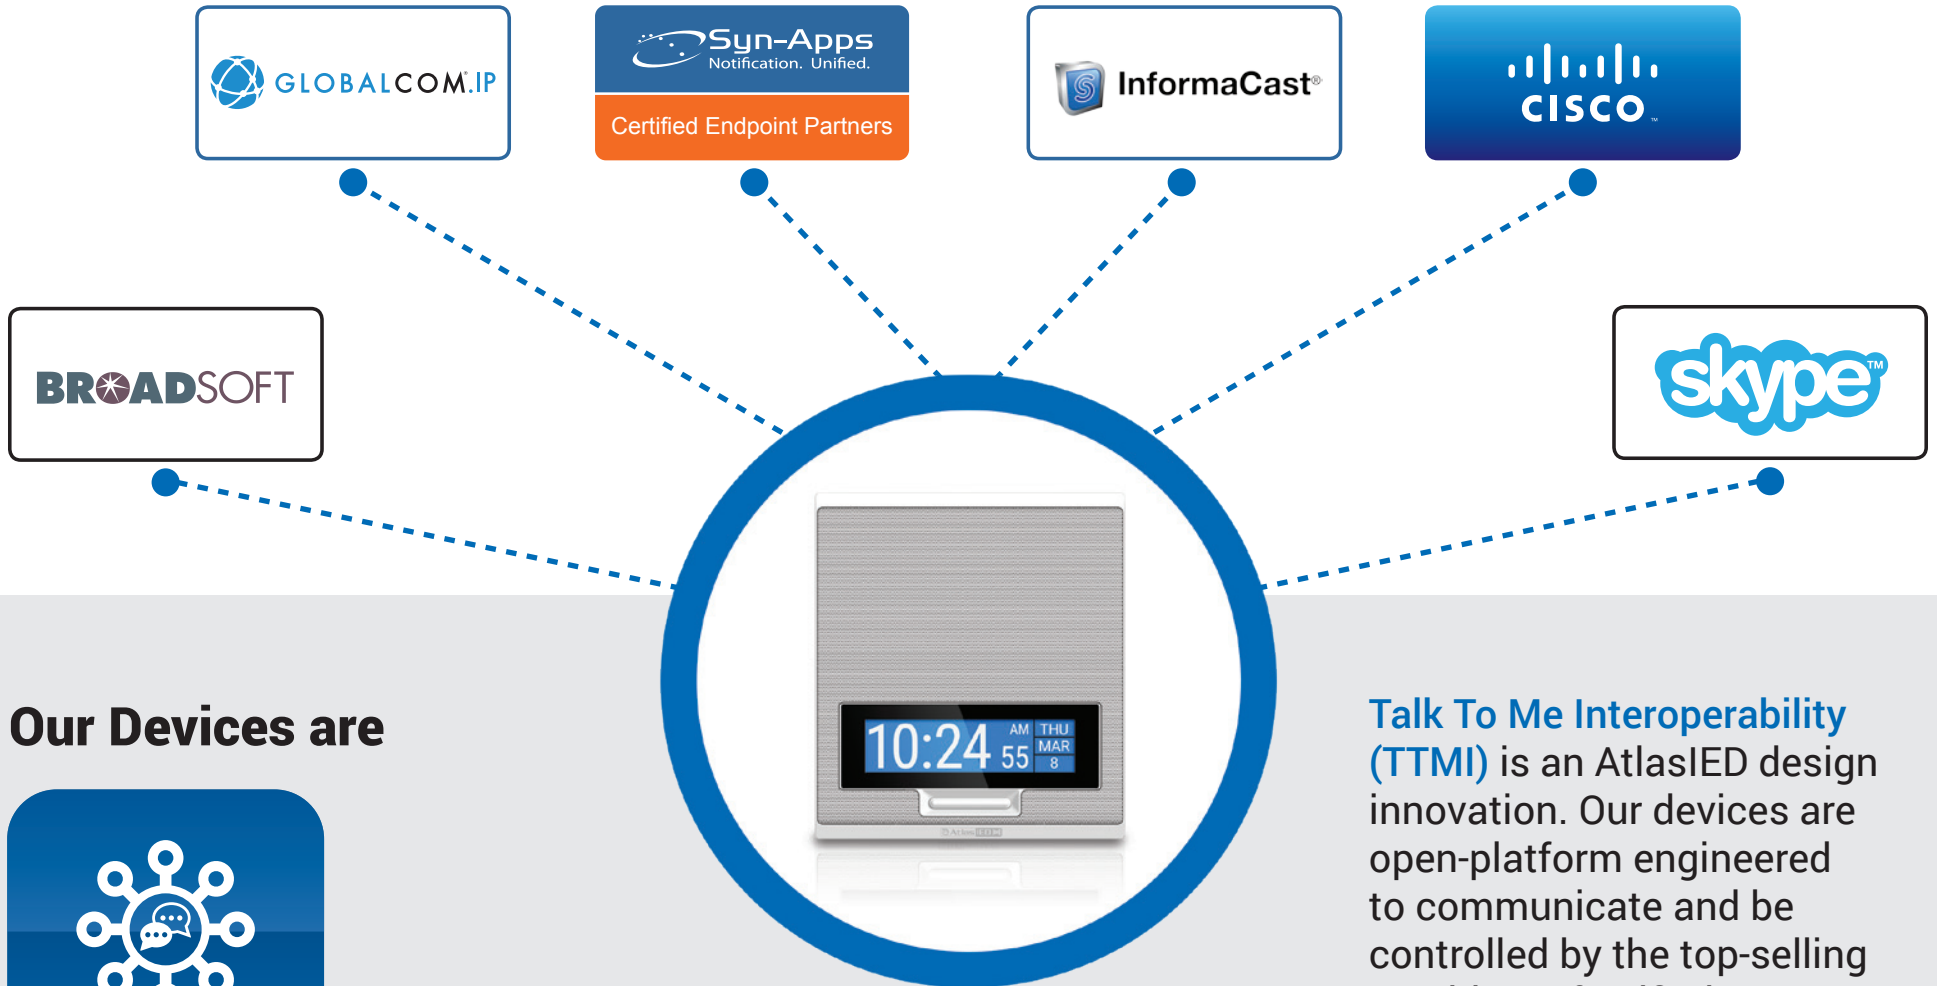 GLOBALCOM.IP
Syn-Apps
Notification. Unified.
Certified Endpoint Partners
InformaCast®
CISCO™
BROADSOFT
skype™
10:24 55 AM THU MAR 8
Our Devices are
Talk To Me Interoperability
(TTMI) is an AtlasIED design
innovation. Our devices are
open-platform engineered
to communicate and be
controlled by the top-selling